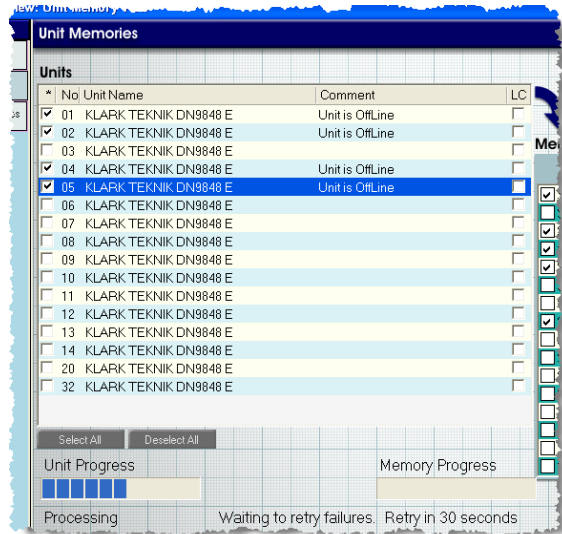 Unit Memories
Units
* No Unit Name Comment LC
01 KLARK TEKNIK DN9848 E Unit is OffLine
02 KLARK TEKNIK DN9848 E Unit is OffLine
03 KLARK TEKNIK DN9848 E
04 KLARK TEKNIK DN9848 E Unit is OffLine
05 KLARK TEKNIK DN9848 E Unit is OffLine
06 KLARK TEKNIK DN9848 E
07 KLARK TEKNIK DN9848 E
08 KLARK TEKNIK DN9848 E
09 KLARK TEKNIK DN9848 E
10 KLARK TEKNIK DN9848 E
11 KLARK TEKNIK DN9848 E
12 KLARK TEKNIK DN9848 E
13 KLARK TEKNIK DN9848 E
14 KLARK TEKNIK DN9848 E
20 KLARK TEKNIK DN9848 E
32 KLARK TEKNIK DN9848 E
Select All Deselect All
Unit Progress Memory Progress
Processing Waiting to retry failures. Retry in 30 seconds